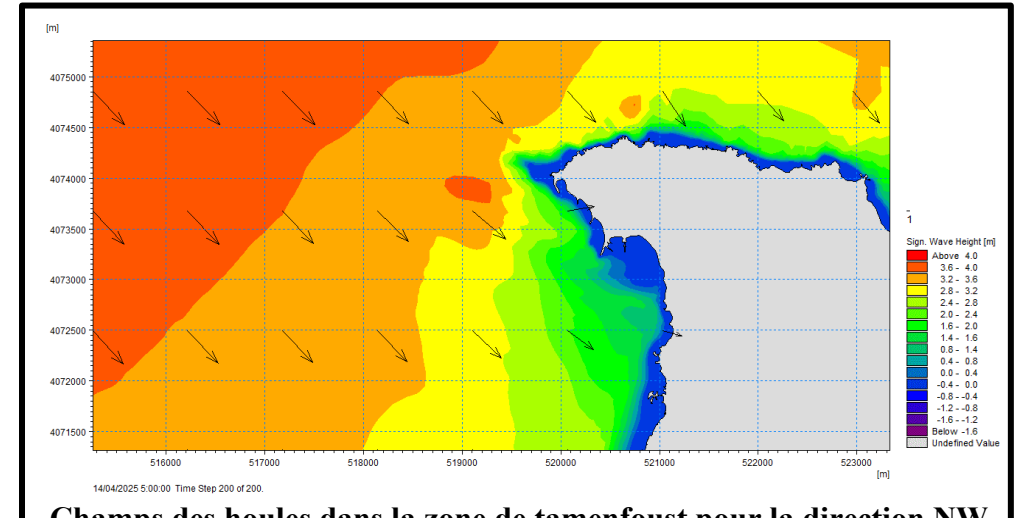 [m]
4075000
4074500
4074000
4073500
4073000
4072500
4072000
4071500
516000 517000 518000 519000 520000 521000 522000 523000
[m]
1
Sign. Wave Height [m]
Above 4.0
3.6 - 4.0
3.2 - 3.6
2.8 - 3.2
2.4 - 2.8
2.0 - 2.4
1.6 - 2.0
1.4 - 1.6
0.8 - 1.4
0.4 - 0.8
0.0 - 0.4
-0.4 - 0.0
-0.8 - -0.4
-1.2 - -0.8
-1.6 - -1.2
Below -1.6
Undefined Value
14/04/2025 5:00:00 Time Step 200 of 200.
Champs des houles dans la zone de tamenfoust pour la direction NW